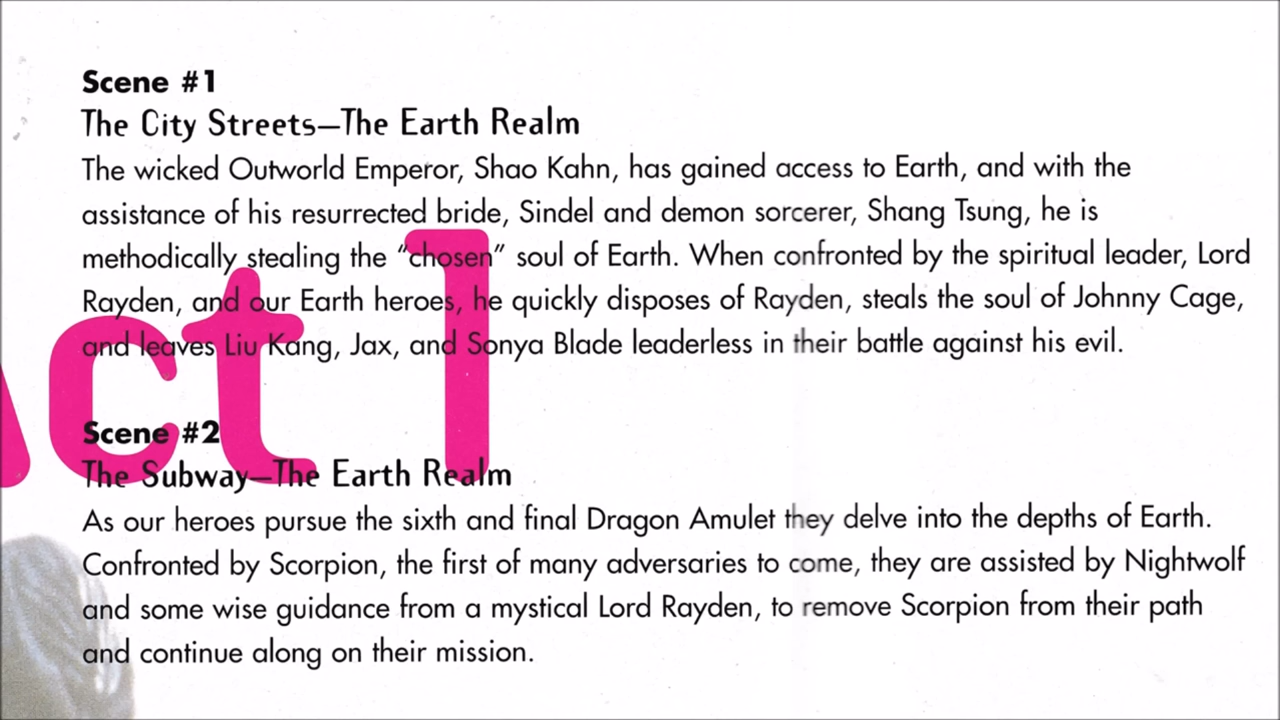 Act 1
Scene #1
The City Streets—The Earth Realm
The wicked Outworld Emperor, Shao Kahn, has gained access to Earth, and with the
assistance of his resurrected bride, Sindel and demon sorcerer, Shang Tsung, he is
methodically stealing the “chosen” soul of Earth. When confronted by the spiritual leader, Lord
Rayden, and our Earth heroes, he quickly disposes of Rayden, steals the soul of Johnny Cage,
and leaves Liu Kang, Jax, and Sonya Blade leaderless in their battle against his evil.
Scene #2
The Subway—The Earth Realm
As our heroes pursue the sixth and final Dragon Amulet they delve into the depths of Earth.
Confronted by Scorpion, the first of many adversaries to come, they are assisted by Nightwolf
and some wise guidance from a mystical Lord Rayden, to remove Scorpion from their path
and continue along on their mission.